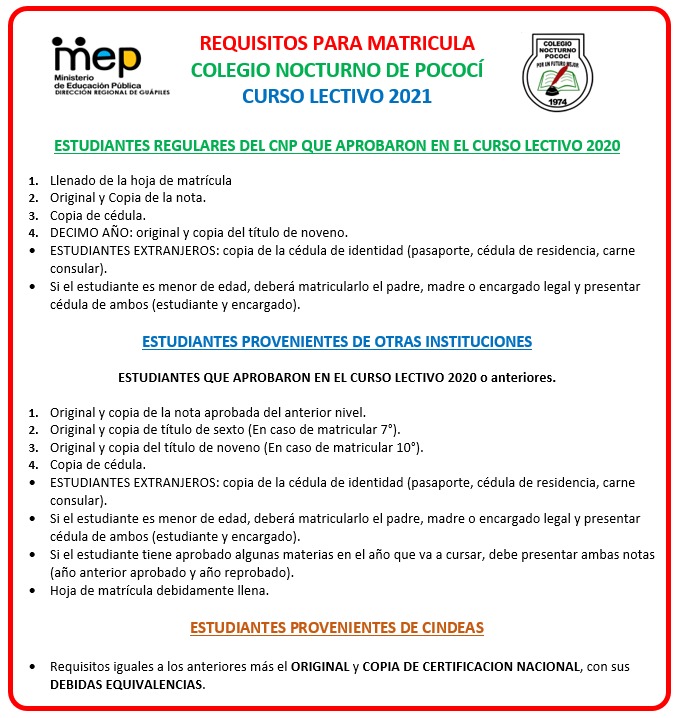 mep
Ministerio
de Educación Pública
DIRECCIÓN REGIONAL DE GUÁPILES
REQUISITOS PARA MATRICULA
COLEGIO NOCTURNO DE POCOCÍ
CURSO LECTIVO 2021
COLEGIO
NOCTURNO
POCOCÍ
POR UN FUTURO MEJOR
1974
ESTUDIANTES REGULARES DEL CNP QUE APROBARON EN EL CURSO LECTIVO 2020
1. Llenado de la hoja de matrícula
2. Original y Copia de la nota.
3. Copia de cédula.
4. DECIMO AÑO: original y copia del título de noveno.
• ESTUDIANTES EXTRANJEROS: copia de la cédula de identidad (pasaporte, cédula de residencia, carne
consular).
• Si el estudiante es menor de edad, deberá matricularlo el padre, madre o encargado legal y presentar
cédula de ambos (estudiante y encargado).
ESTUDIANTES PROVENIENTES DE OTRAS INSTITUCIONES
ESTUDIANTES QUE APROBARON EN EL CURSO LECTIVO 2020 o anteriores.
1. Original y copia de la nota aprobada del anterior nivel.
2. Original y copia de título de sexto (En caso de matricular 7°).
3. Original y copia del título de noveno (En caso de matricular 10°).
4. Copia de cédula.
• ESTUDIANTES EXTRANJEROS: copia de la cédula de identidad (pasaporte, cédula de residencia, carne
consular).
• Si el estudiante es menor de edad, deberá matricularlo el padre, madre o encargado legal y presentar
cédula de ambos (estudiante y encargado).
• Si el estudiante tiene aprobado algunas materias en el año que va a cursar, debe presentar ambas notas
(año anterior aprobado y año reprobado).
• Hoja de matrícula debidamente llena.
ESTUDIANTES PROVENIENTES DE CINDEAS
• Requisitos iguales a los anteriores más el ORIGINAL y COPIA DE CERTIFICACION NACIONAL, con sus
DEBIDAS EQUIVALENCIAS.